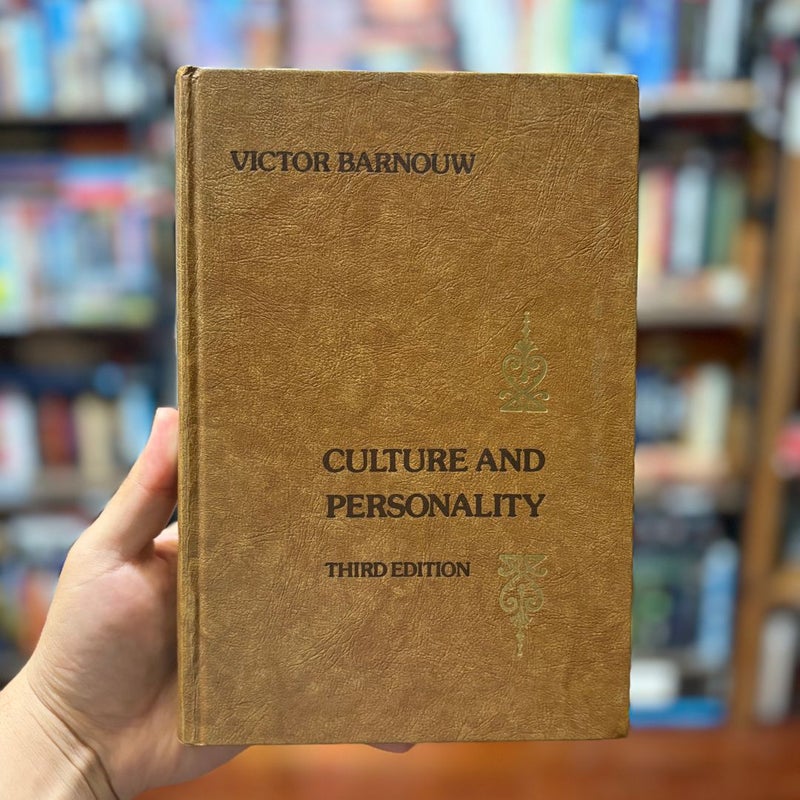 VICTOR BARNOUW
CULTURE AND
PERSONALITY
THIRD EDITION